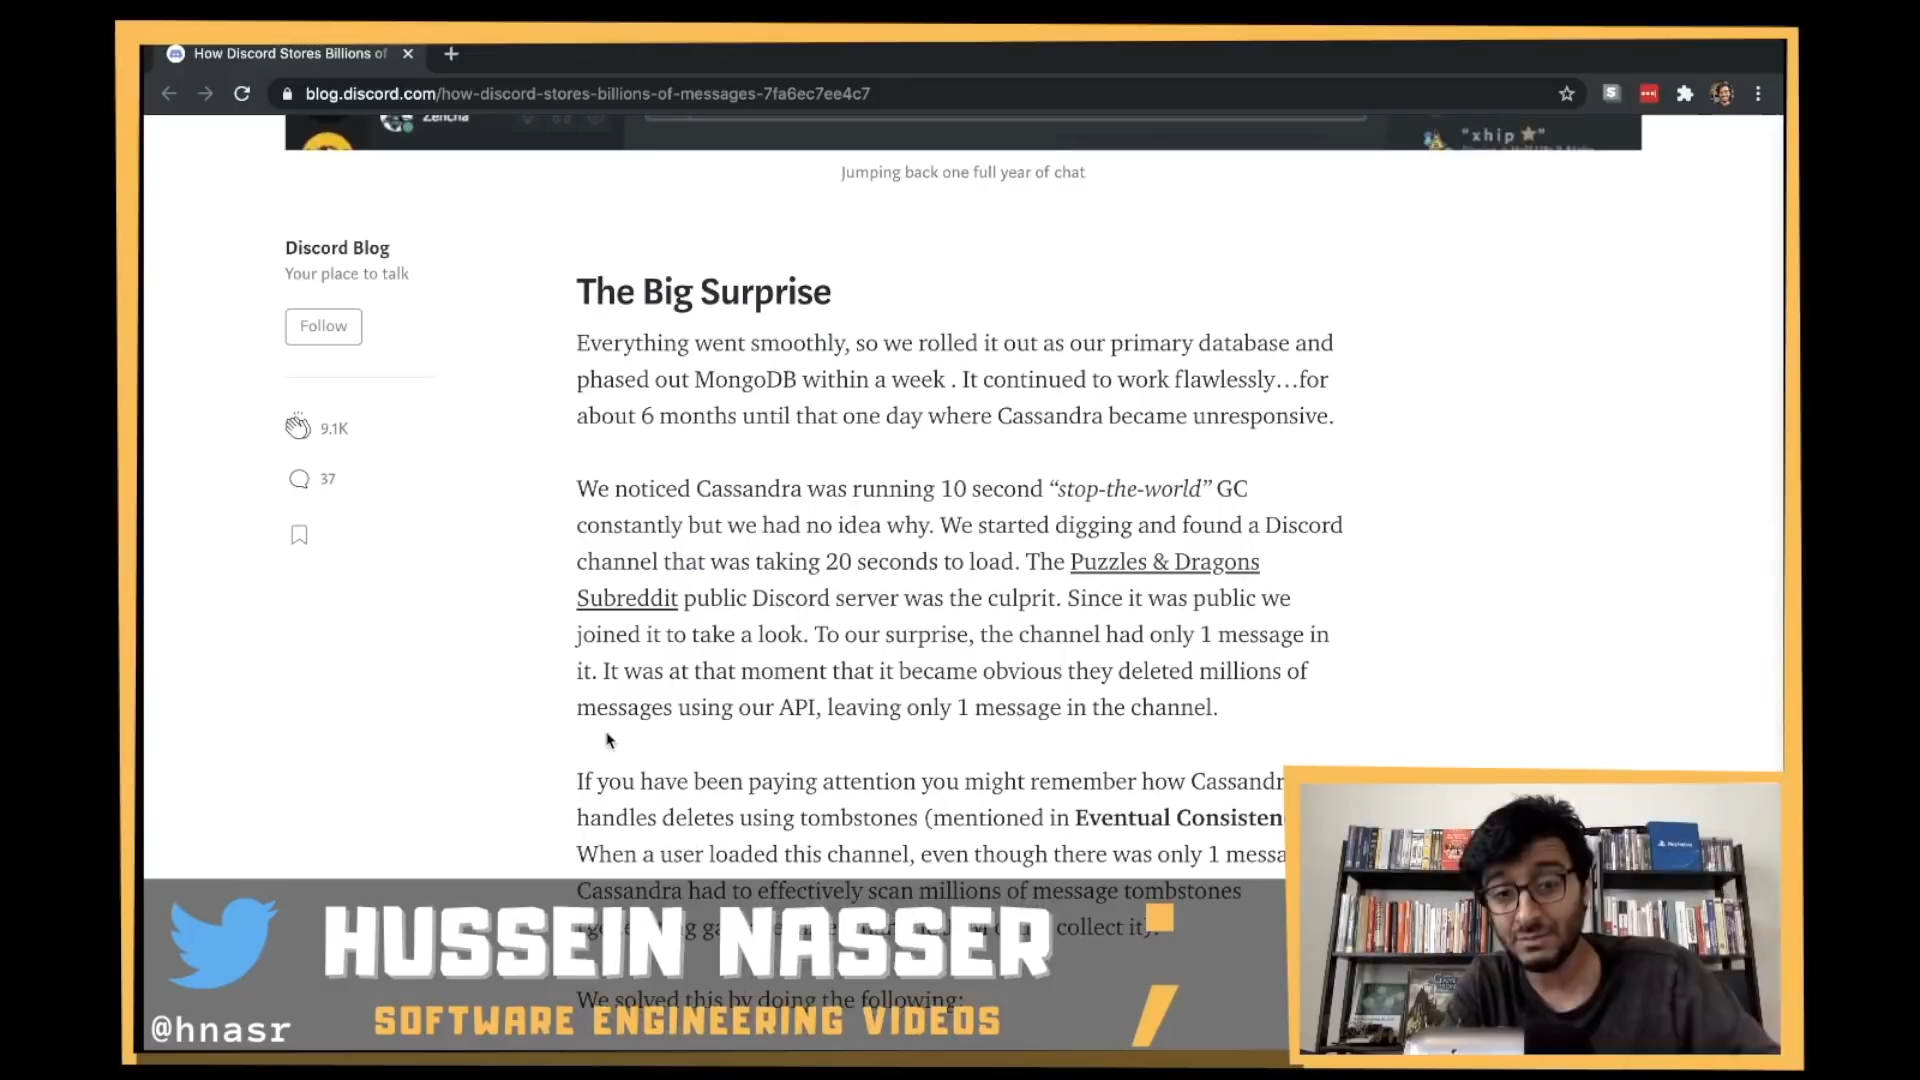 How Discord Stores Billions of
blog.discord.com/how-discord-stores-billions-of-messages-7fa6ec7ee4c7
Zencha
"xhip ★"
Jumping back one full year of chat
Discord Blog
Your place to talk
Follow
9.1K
37
The Big Surprise
Everything went smoothly, so we rolled it out as our primary database and
phased out MongoDB within a week . It continued to work flawlessly…for
about 6 months until that one day where Cassandra became unresponsive.
We noticed Cassandra was running 10 second “stop-the-world” GC
constantly but we had no idea why. We started digging and found a Discord
channel that was taking 20 seconds to load. The Puzzles & Dragons
Subreddit public Discord server was the culprit. Since it was public we
joined it to take a look. To our surprise, the channel had only 1 message in
it. It was at that moment that it became obvious they deleted millions of
messages using our API, leaving only 1 message in the channel.
If you have been paying attention you might remember how Cassandr
handles deletes using tombstones (mentioned in Eventual Consisten
When a user loaded this channel, even though there was only 1 messa
Cassandra had to effectively scan millions of message tombstones
collect it).
We solved this by doing the following:
HUSSEIN NASSER
SOFTWARE ENGINEERING VIDEOS
@hnasr
PlayStation